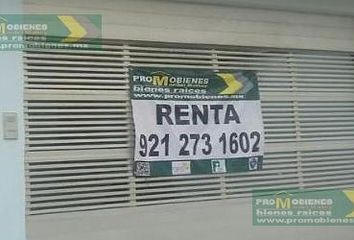 PROMOBIENES
bienes raices
www.promobienes.mx
PROMOBIENES
bienes raices
www.promobienes.mx
RENTA
921 273 1602
PROMOBIENES
bienes raices
www.promobienes.mx